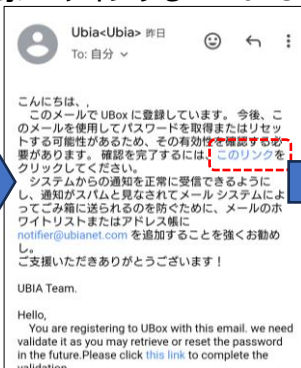 Ubia<Ubia> 昨日
To: 自分
こんにちは、,
このメールで UBox に登録しています。 今後、こ
のメールを使用してパスワードを取得またはリセッ
トする可能性があるため、その有効性を確認する必
要があります。 確認を完了するには、このリンクを
クリックしてください。
システムからの通知を正常に受信できるように
し、通知がスパムと見なされてメール システムによ
ってごみ箱に送られるのを防ぐために、メールのホ
ワイトリストまたはアドレス帳に
notifier@ubianet.com を追加することを強くお勧め
し。
ご支援いただきありがとうございます！
UBIA Team.
Hello,
You are registering to UBox with this email. we need
validate it as you may retrieve or reset the password
in the future.Please click this link to complete the
validation